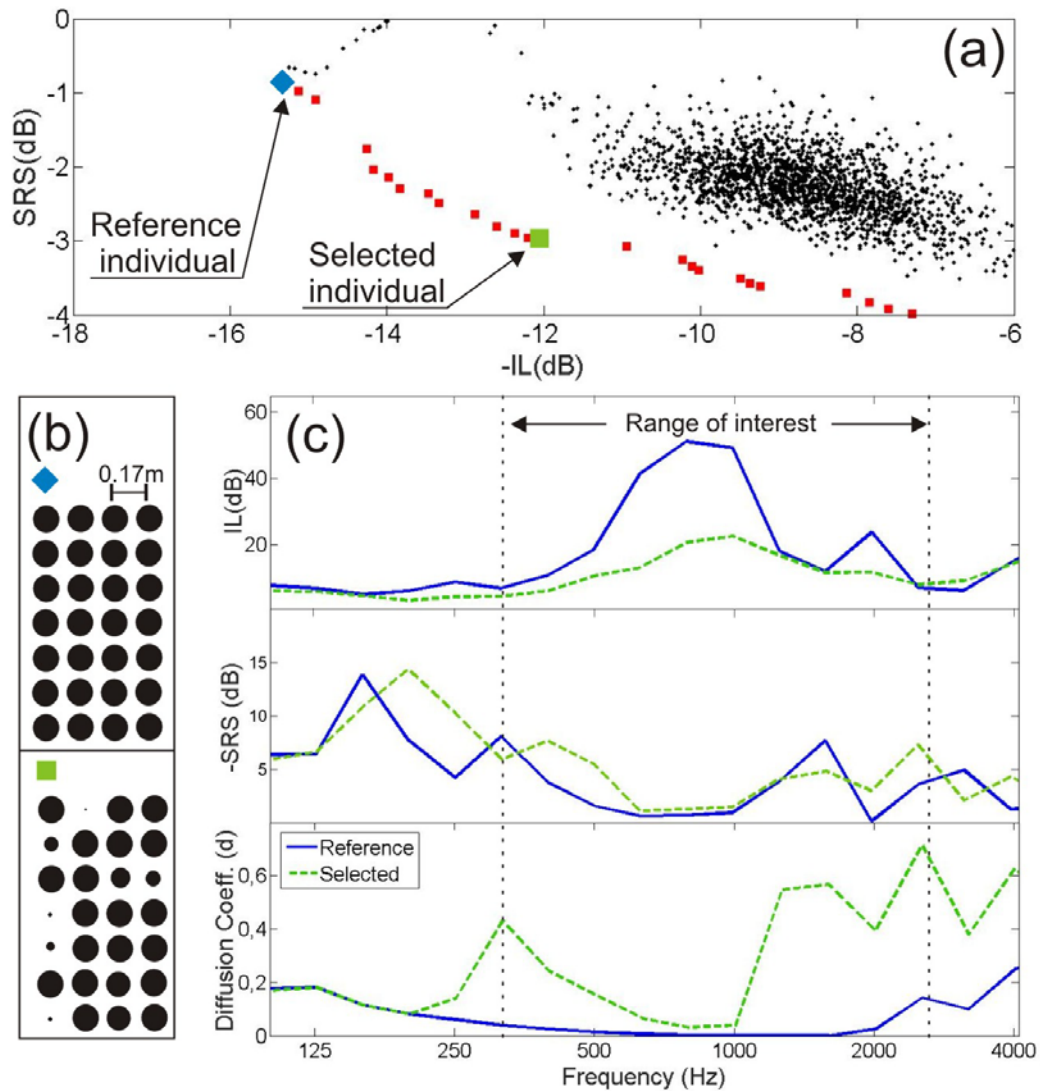 (a)
SRS(dB)
0
-1
-2
-3
-4
Reference
individual
Selected
individual
-18
-16
-14
-12
-10
-8
-6
-IL(dB)
(b)
0.17m
(c)
Range of interest
IL(dB)
60
40
20
-SRS (dB)
15
10
5
Diffusion Coeff. (d)
0,6
0,4
0,2
0
Reference
Selected
125
250
500
1000
2000
4000
Frequency (Hz)